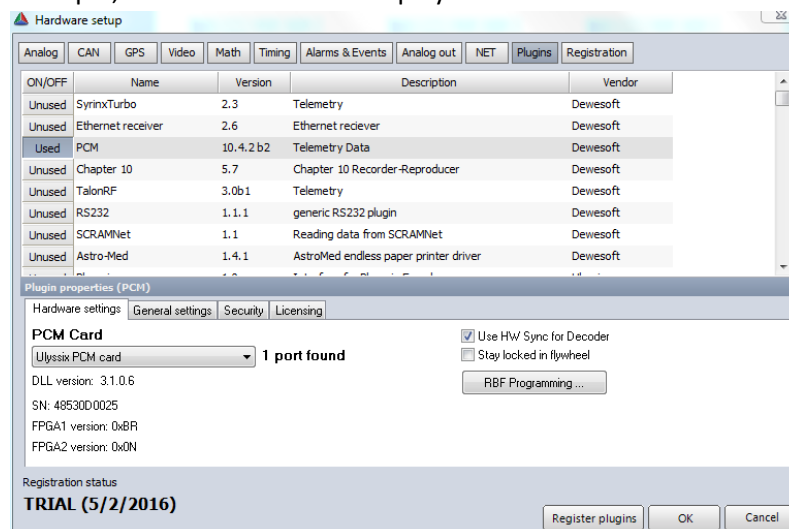 Hardware setup
Analog CAN GPS Video Math Timing Alarms & Events Analog out NET Plugins Registration
ON/OFF Name Version Description Vendor
Unused SyrinxTurbo 2.3 Telemetry Dewesoft
Unused Ethernet receiver 2.6 Ethernet reciever Dewesoft
Used PCM 10.4.2 b2 Telemetry Data Dewesoft
Unused Chapter 10 5.7 Chapter 10 Recorder-Reproducer Dewesoft
Unused TalonRF 3.0b1 Telemetry Dewesoft
Unused RS232 1.1.1 generic RS232 plugin Dewesoft
Unused SCRAMNet 1.1 Reading data from SCRAMNet Dewesoft
Unused Astro-Med 1.4.1 AstroMed endless paper printer driver Dewesoft
Plugin properties (PCM)
Hardware settings General settings Security Licensing
PCM Card
Use HW Sync for Decoder
Ulyssix PCM card 1 port found
Stay locked in flywheel
DLL version: 3.1.0.6
RBF Programming ...
SN: 48530D0025
FPGA1 version: 0xBR
FPGA2 version: 0x0N
Registration status
TRIAL (5/2/2016)
Register plugins OK Cancel